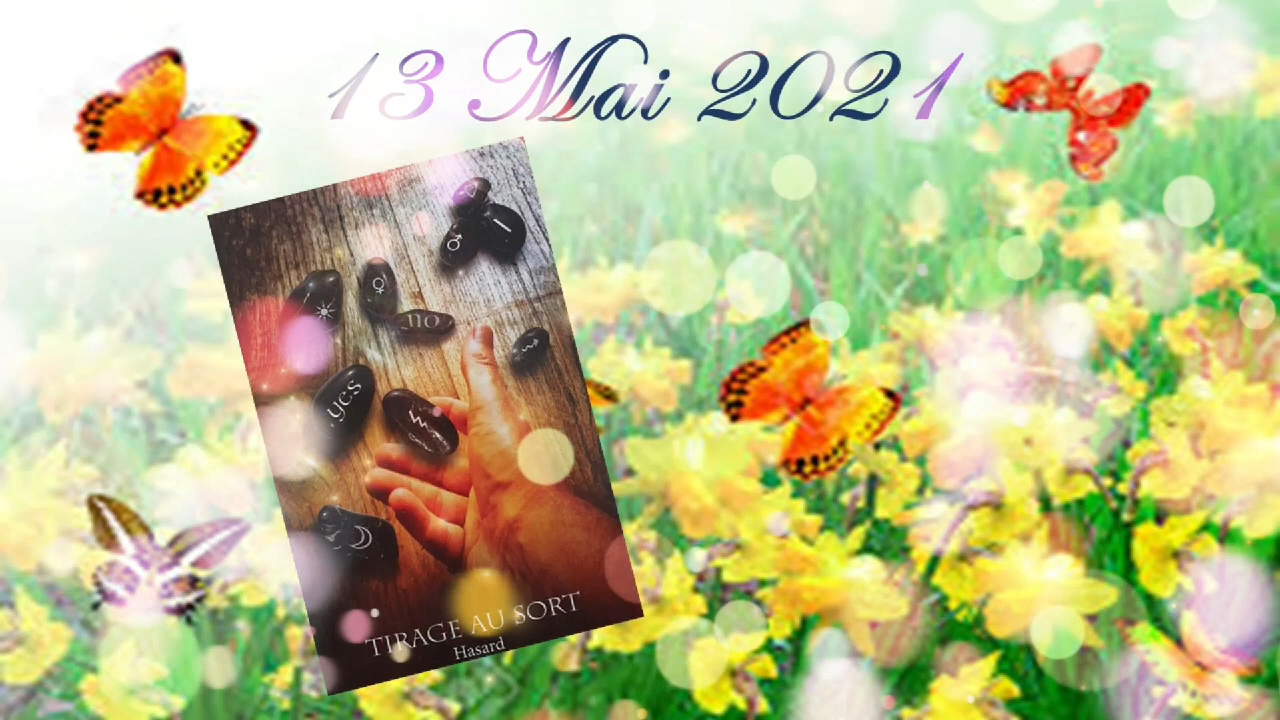 13 Mai 2021
no
yes
TIRAGE AU SORT
Hasard